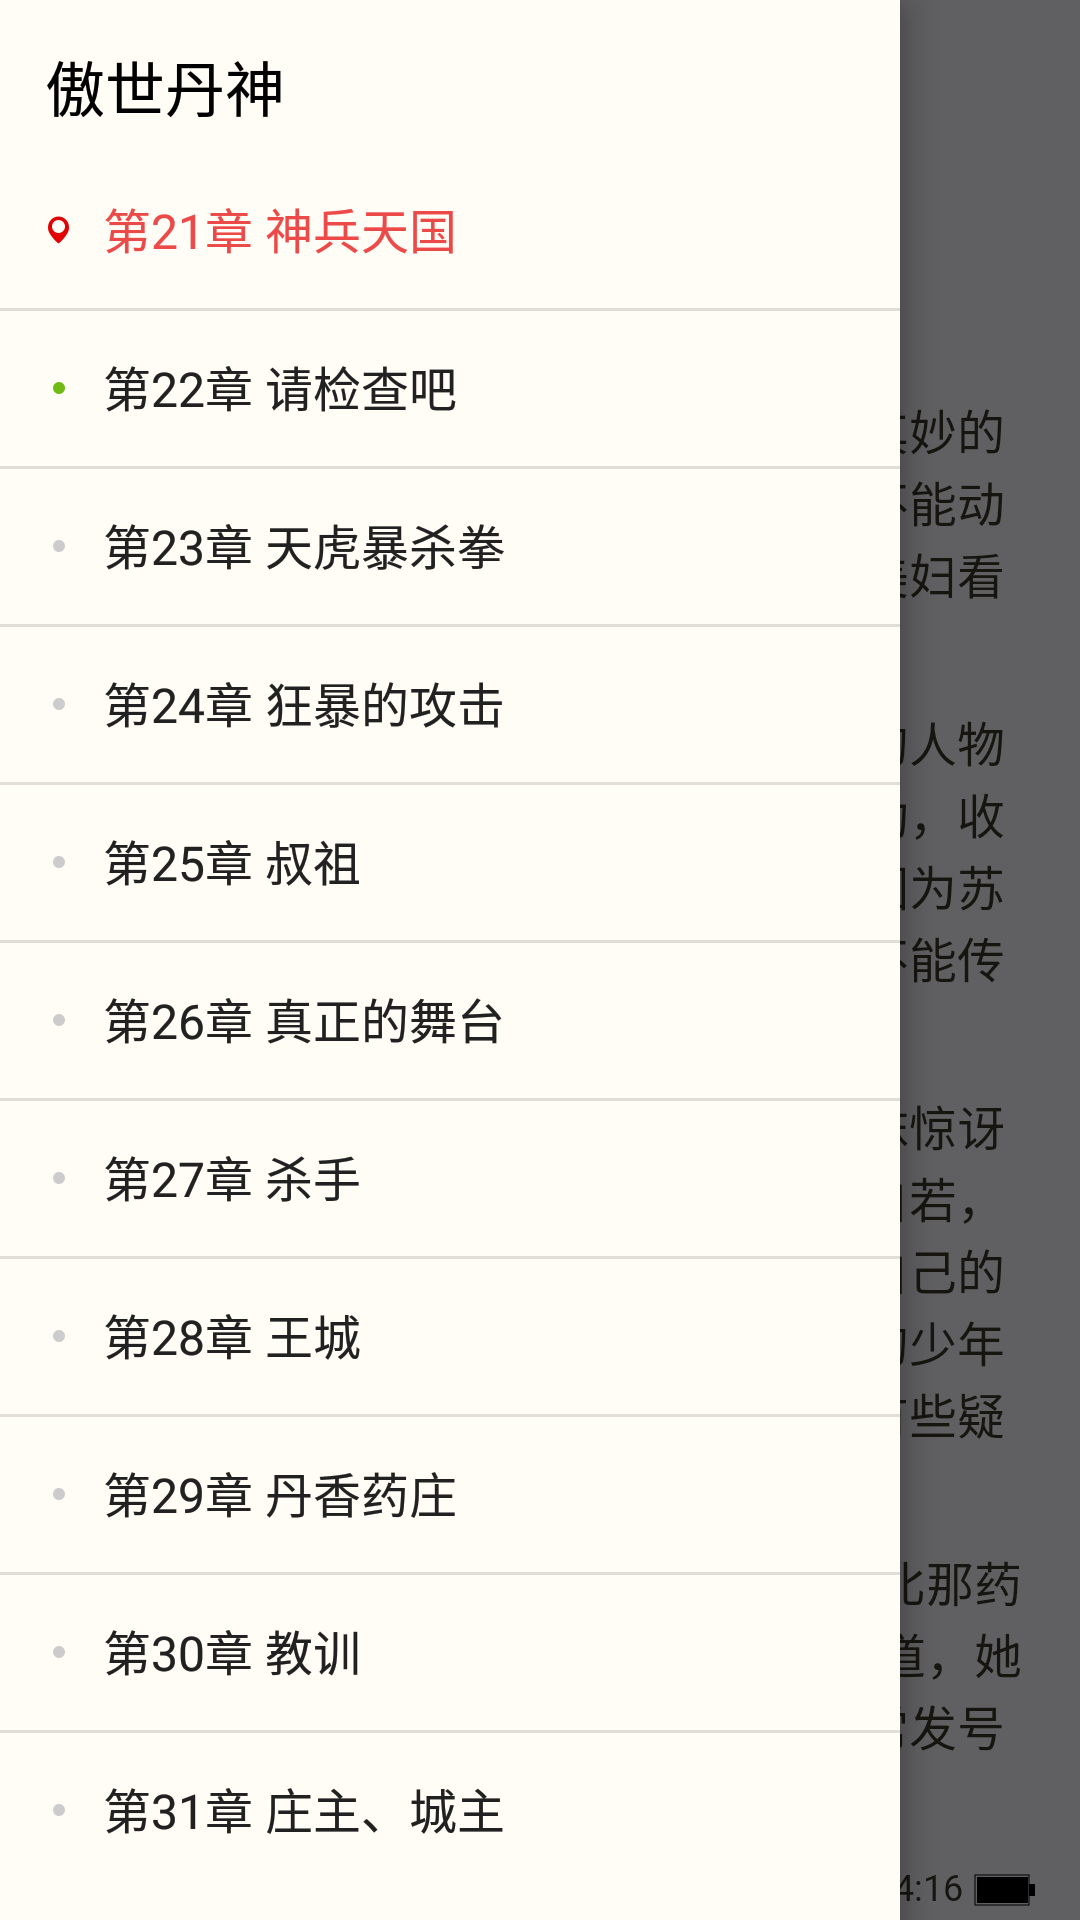 傲世丹神
第21章 神兵天国
第22章 请检查吧
第23章 天虎暴杀拳
第24章 狂暴的攻击
第25章 叔祖
第26章 真正的舞台
第27章 杀手
第28章 王城
第29章 丹香药庄
第30章 教训
第31章 庄主、城主
妙的
能动
妇看
人物
，收
为苏
能传
惊讶
若，
己的
少年
些疑
那药
道，她
发号
4:16